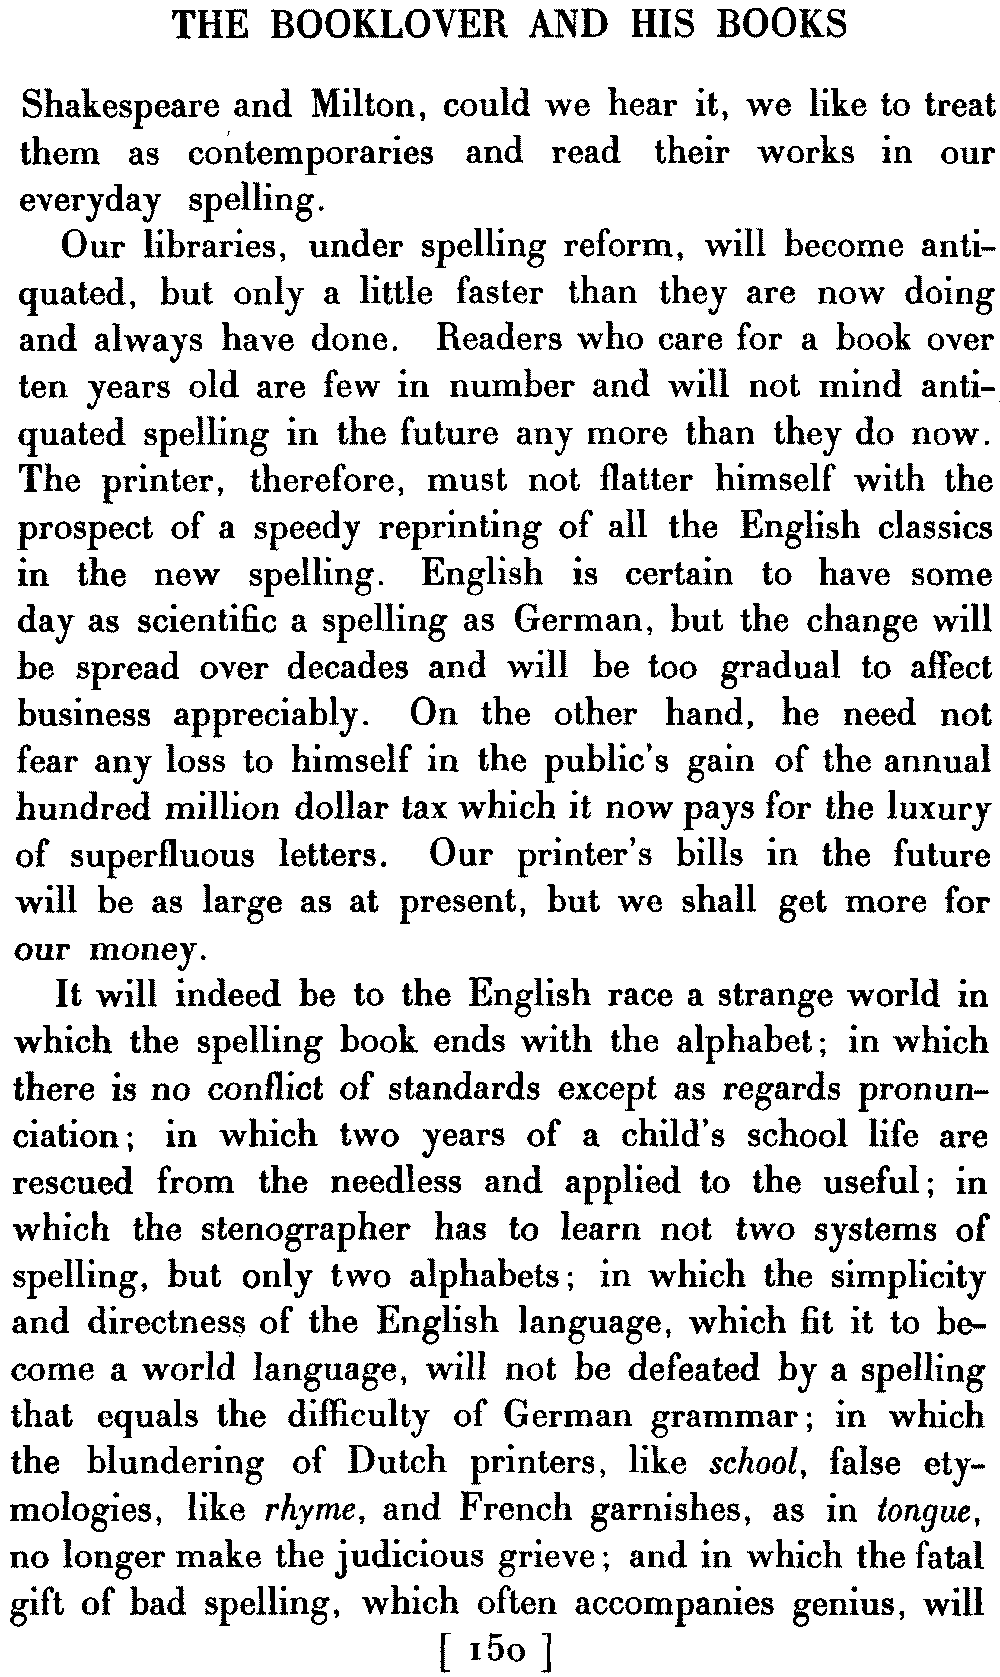 THE BOOKLOVER AND HIS BOOKS
Shakespeare and Milton, could we hear it, we like to treat
them as contemporaries and read their works in our
everyday spelling.
Our libraries, under spelling reform, will become anti-
quated, but only a little faster than they are now doing
and always have done. Readers who care for a book over
ten years old are few in number and will not mind anti-
quated spelling in the future any more than they do now.
The printer, therefore, must not flatter himself with the
prospect of a speedy reprinting of all the English classics
in the new spelling. English is certain to have some
day as scientific a spelling as German, but the change will
be spread over decades and will be too gradual to affect
business appreciably. On the other hand, he need not
fear any loss to himself in the public's gain of the annual
hundred million dollar tax which it now pays for the luxury
of superfluous letters. Our printer's bills in the future
will be as large as at present, but we shall get more for
our money.
It will indeed be to the English race a strange world in
which the spelling book ends with the alphabet; in which
there is no conflict of standards except as regards pronun-
ciation; in which two years of a child's school life are
rescued from the needless and applied to the useful; in
which the stenographer has to learn not two systems of
spelling, but only two alphabets; in which the simplicity
and directness of the English language, which fit it to be-
come a world language, will not be defeated by a spelling
that equals the difficulty of German grammar; in which
the blundering of Dutch printers, like school, false ety-
mologies, like rhyme, and French garnishes, as in tongue,
no longer make the judicious grieve; and in which the fatal
gift of bad spelling, which often accompanies genius, will
[ 150 ]